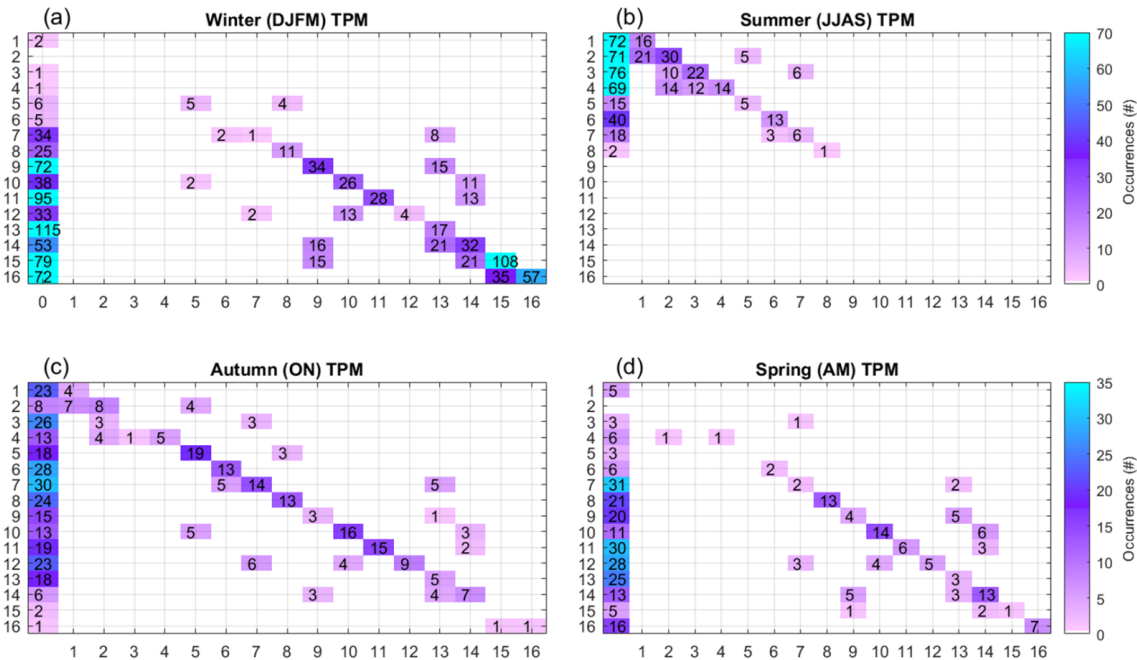 (a) Winter (DJFM) TPM
(b) Summer (JJAS) TPM
1 2
2
3 1
4 1
5 6 5 4
6 5
7 34 2 1 8
8 25 11
9 72 34 15
10 38 2 26 11
11 95 28 13
12 33 2 13 4
13 115 17
14 53 16 21 32
15 79 15 21 108
16 72 35 57
0 1 2 3 4 5 6 7 8 9 10 11 12 13 14 15 16
1 72 16
2 71 21 30 5
3 76 10 22 6
4 69 14 12 14
5 15 5
6 40 13
7 18 3 6
8 2 1
9
10
11
12
13
14
15
16
1 2 3 4 5 6 7 8 9 10 11 12 13 14 15 16
70
60
50
40
30
20
10
0
Occurrences (#)
(c) Autumn (ON) TPM
(d) Spring (AM) TPM
1 23 4
2 8 7 8 4
3 26 3 3
4 13 4 1 5
5 18 19 3
6 28 13
7 30 5 14 5
8 24 13
9 15 3 1
10 13 5 16 3
11 19 15 2
12 23 6 4 9
13 18 5
14 6 3 4 7
15 2
16 1 1 1
1 2 3 4 5 6 7 8 9 10 11 12 13 14 15 16
1 5
2
3 3 1
4 6 1 1
5 3
6 6 2
7 31 2 2
8 21 13
9 20 4 5
10 11 14 6
11 30 6 3
12 28 3 4 5
13 25 3
14 13 5 3 13
15 5 1 2 1
16 16 7
1 2 3 4 5 6 7 8 9 10 11 12 13 14 15 16
35
30
25
20
15
10
5
0
Occurrences (#)